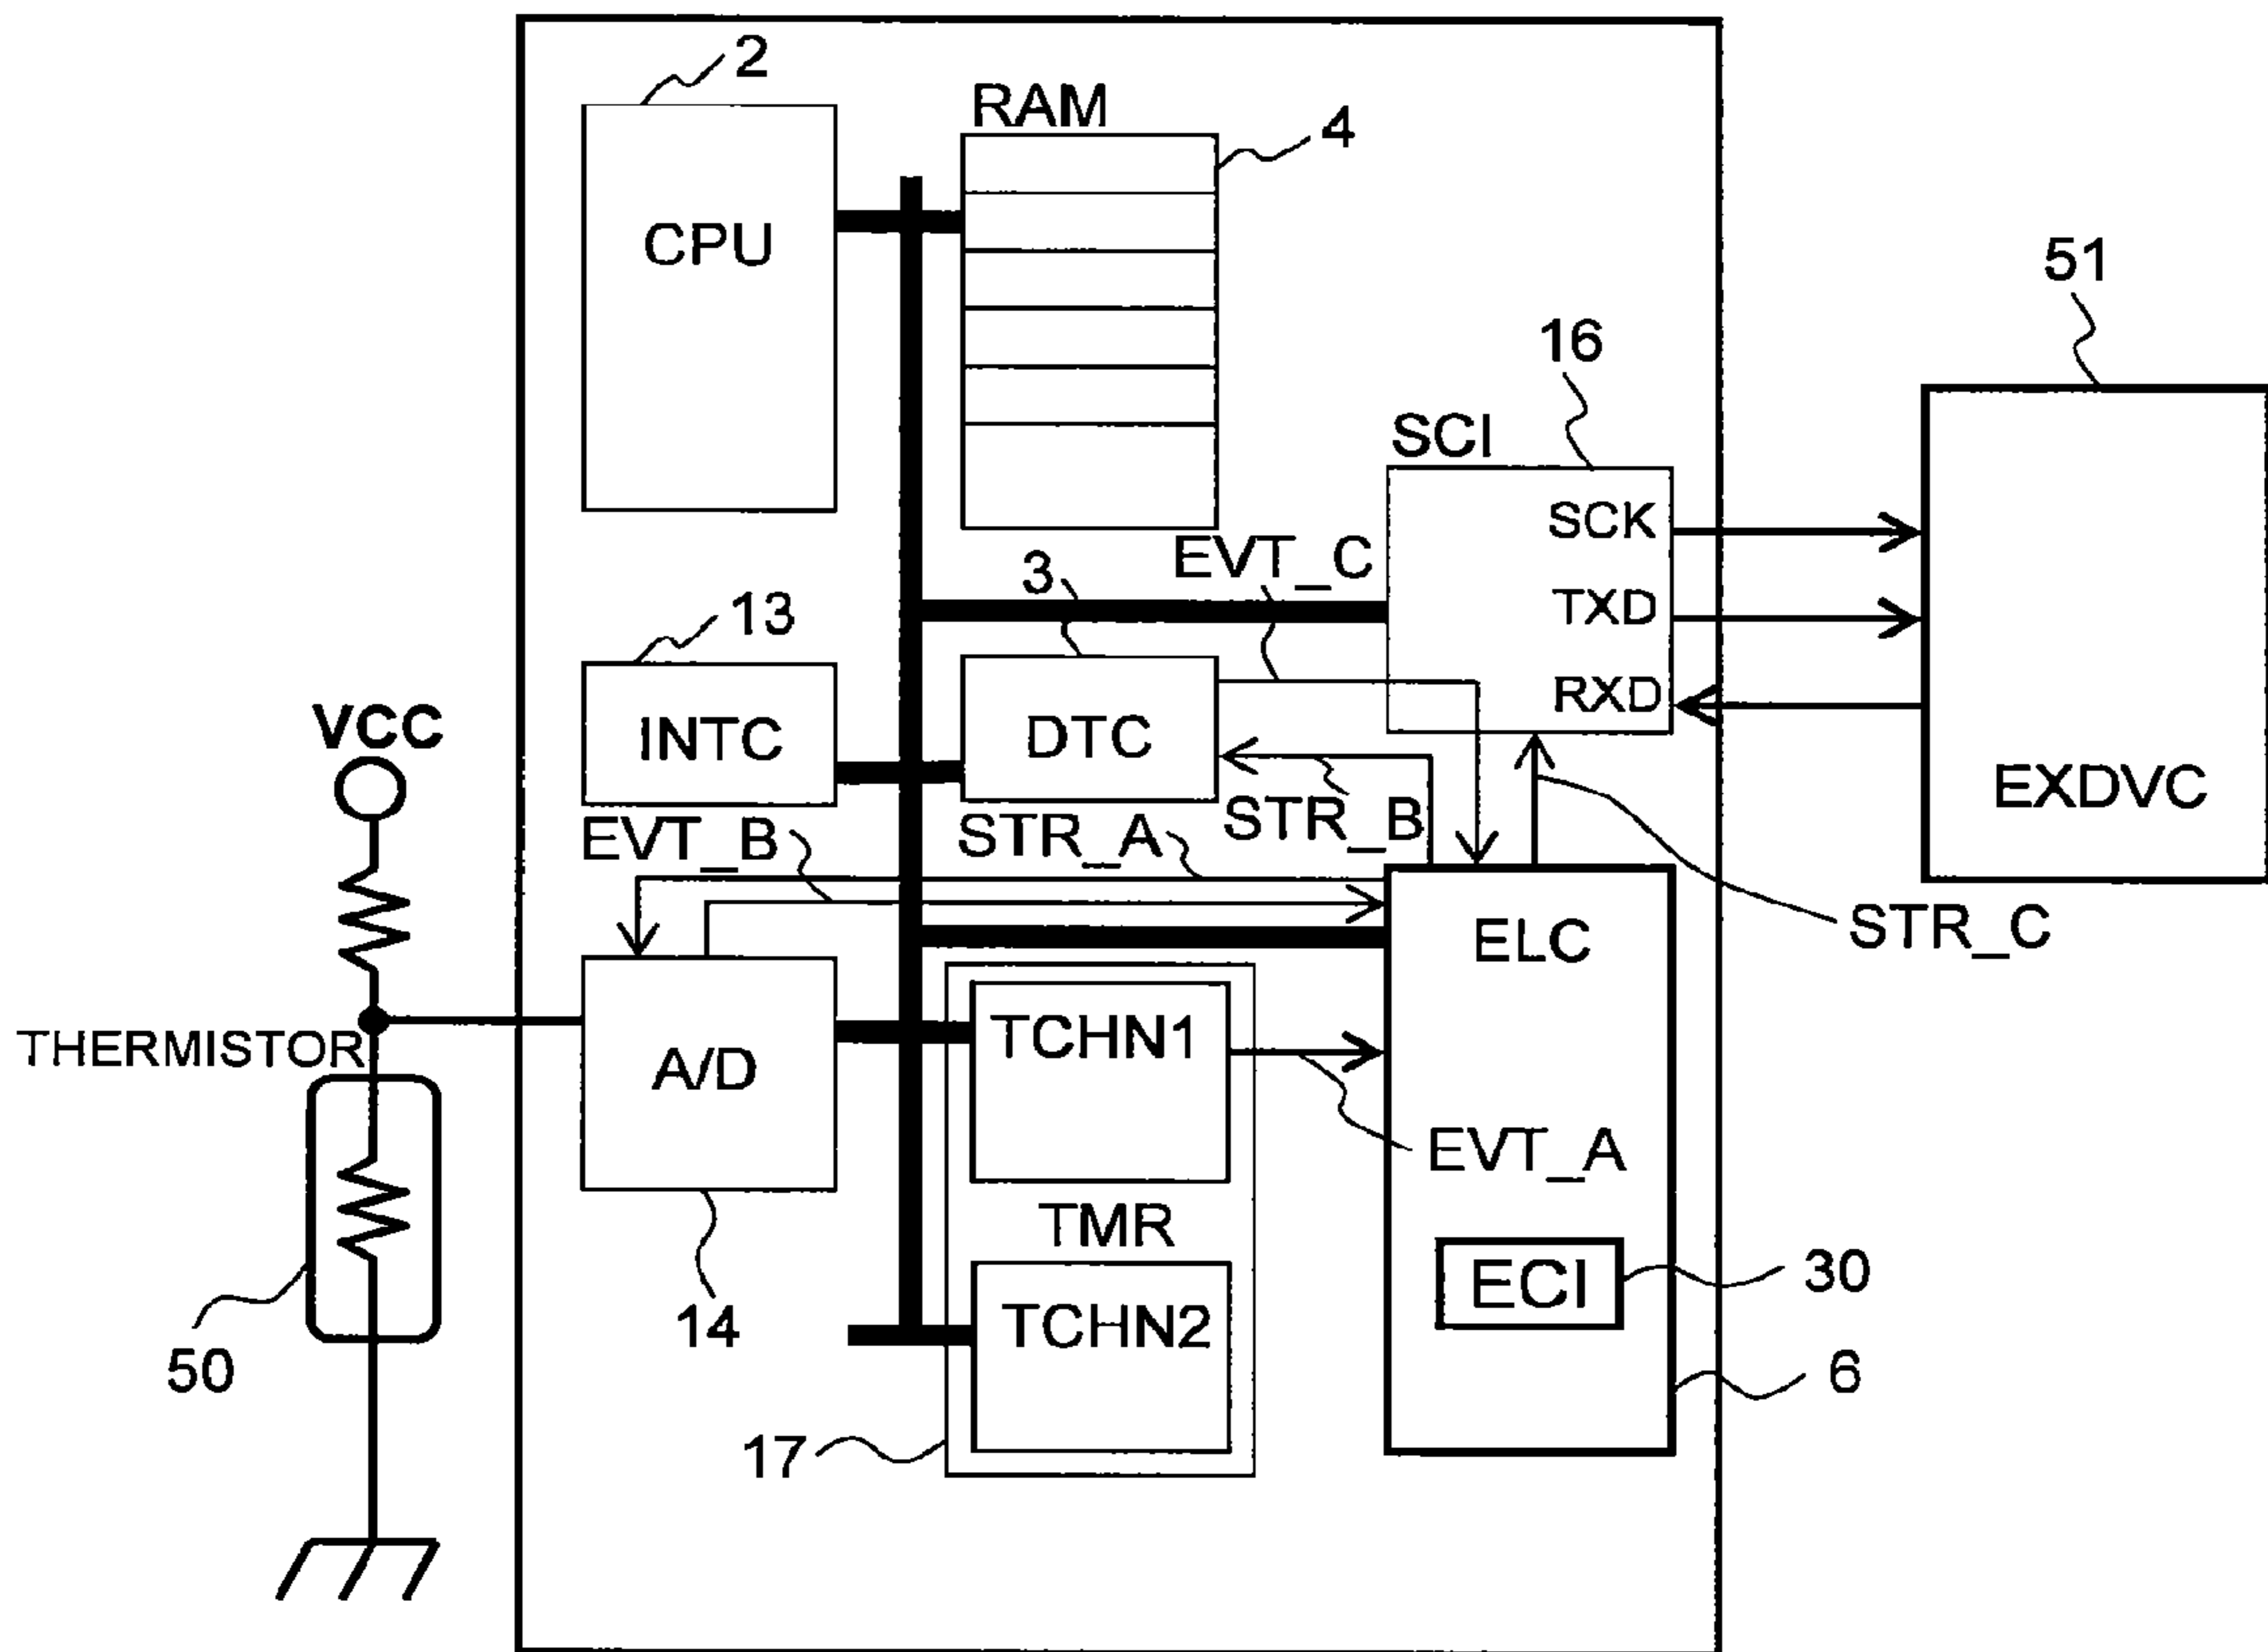 2
RAM
4
CPU
51
16
SCI
SCK
EVT_C
3
TXD
13
RXD
VCC
INTC
DTC
EXDVC
EVT_B
STR_A
STR_B
ELC
STR_C
THERMISTOR
A/D
TCHN1
EVT_A
TMR
ECI
30
14
TCHN2
50
6
17